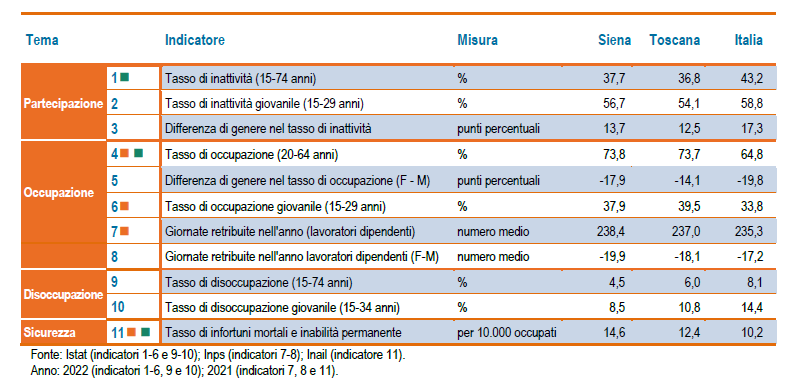 Tema Indicatore Misura Siena Toscana Italia
Partecipazione
1 Tasso di inattività (15-74 anni) % 37,7 36,8 43,2
2 Tasso di inattività giovanile (15-29 anni) % 56,7 54,1 58,8
3 Differenza di genere nel tasso di inattività punti percentuali 13,7 12,5 17,3
Occupazione
4 Tasso di occupazione (20-64 anni) % 73,8 73,7 64,8
5 Differenza di genere nel tasso di occupazione (F - M) punti percentuali -17,9 -14,1 -19,8
6 Tasso di occupazione giovanile (15-29 anni) % 37,9 39,5 33,8
7 Giornate retribuite nell'anno (lavoratori dipendenti) numero medio 238,4 237,0 235,3
8 Giornate retribuite nell'anno lavoratori dipendenti (F-M) numero medio -19,9 -18,1 -17,2
Disoccupazione
9 Tasso di disoccupazione (15-74 anni) % 4,5 6,0 8,1
10 Tasso di disoccupazione giovanile (15-34 anni) % 8,5 10,8 14,4
Sicurezza
11 Tasso di infortuni mortali e inabilità permanente per 10.000 occupati 14,6 12,4 10,2
Fonte: Istat (indicatori 1-6 e 9-10); Inps (indicatori 7-8); Inail (indicatore 11).
Anno: 2022 (indicatori 1-6, 9 e 10); 2021 (indicatori 7, 8 e 11).